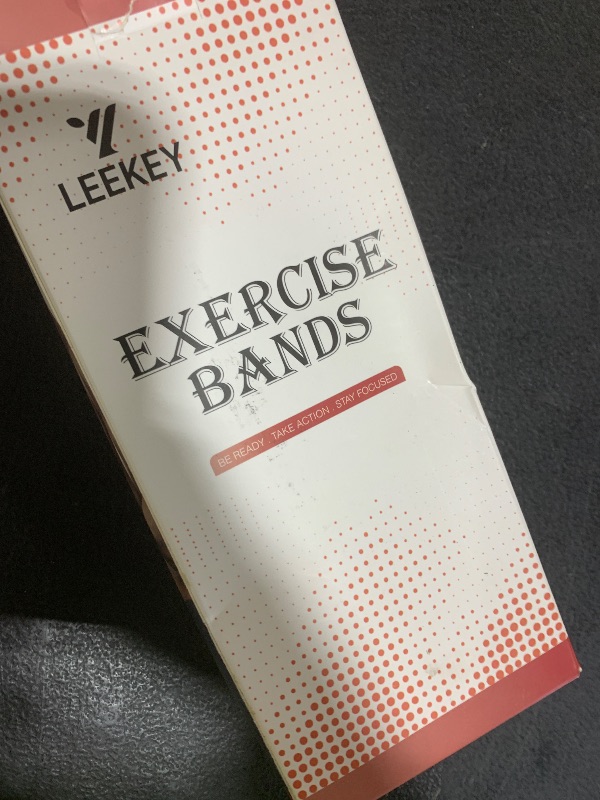 LEEKEY
EXERCISE
BANDS
BE READY . TAKE ACTION . STAY FOCUSED